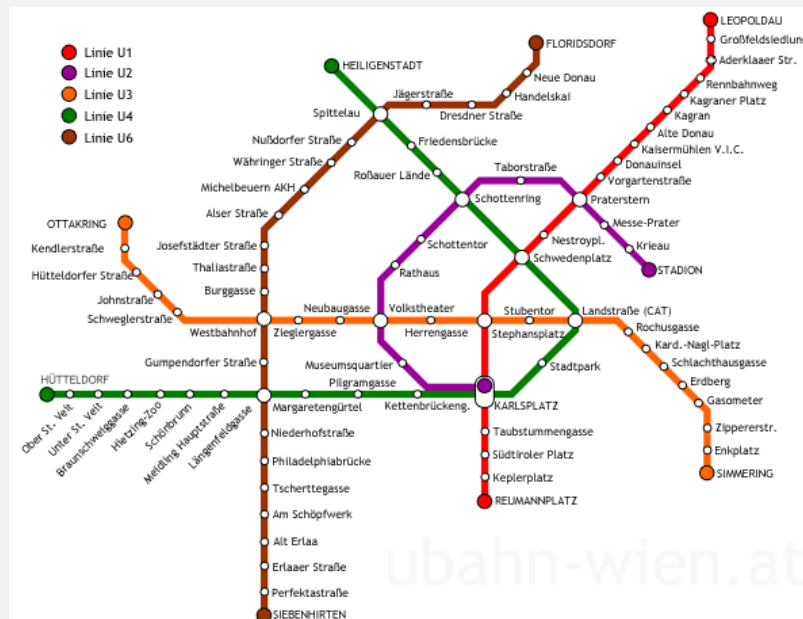 Linie U1
Linie U2
Linie U3
Linie U4
Linie U6
LEOPOLDAU
Großfeldsiedlung
Aderklaaer Str.
Rennbahnweg
Kagraner Platz
Kagran
Alte Donau
Kaisermühlen V.I.C.
Donauinsel
Vorgartenstraße
Praterstern
Nestroypl.
Schwedenplatz
Stephansplatz
KARLSPLATZ
Taubstummengasse
Südtiroler Platz
Keplerplatz
REUMANNPLATZ
FLORIDSDORF
Neue Donau
Handelskai
Dresdner Straße
Jägerstraße
Spittelau
Nußdorfer Straße
Währinger Straße
Michelbeuern AKH
Alser Straße
Josefstädter Straße
Thaliastraße
Burggasse
Westbahnhof
Gumpendorfer Straße
Längenfeldgasse
Niederhofstraße
Philadelphiabrücke
Tscherttegasse
Am Schöpfwerk
Alt Erlaa
Erlaaer Straße
Perfektastraße
SIEBENHIRTEN
HEILIGENSTADT
Friedensbrücke
Roßauer Lände
Schottenring
Taborstraße
Messe-Prater
Krieau
STADION
Schottentor
Rathaus
Volkstheater
Museumsquartier
OTTAKRING
Kendlerstraße
Hütteldorfer Straße
Johnstraße
Schweglerstraße
Zieglergasse
Neubaugasse
Herrengasse
Stubentor
Landstraße (CAT)
Rochusgasse
Kard.-Nagl-Platz
Schlachthausgasse
Erdberg
Gasometer
Zippererstr.
Enkplatz
SIMMERING
Stadtpark
Kettenbrückeng.
Pilgramgasse
Margaretengürtel
HÜTTELDORF
Ober St. Veit
Unter St. Veit
Braunschweiggasse
Hietzing-Zoo
Schönbrunn
Meidling Hauptstraße
ubahn-wien.at